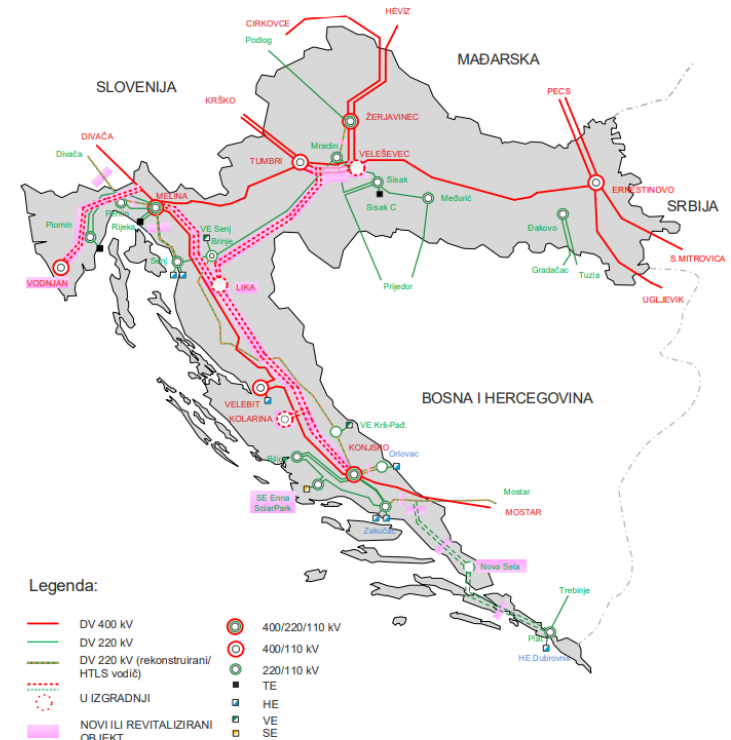 HEVIZ
CIRKOVCE
Podlog
MAĐARSKA
SLOVENIJA
PECS
KRŠKO
ŽERJAVINEC
DIVAČA
Mraclin
VELEŠEVEC
Divača
TUMBRI
Sisak
ERNESTINOVO
MELINA
Sisak C
Međurić
SRBIJA
Pehlin
Plomin
Rijeka
VE Senj
Brinje
Đakovo
S.MITROVICA
Senj
Gradačac
Tuzla
VODNJAN
LIKA
Prijedor
UGLJEVIK
BOSNA I HERCEGOVINA
VELEBIT
KOLARINA
VE Krš-Pađ.
KONJSKO
Orlovac
Bilice
SE Enna
SolarPark
Mostar
MOSTAR
Zakučac
Nova Sela
Trebinje
Plat
HE Dubrovnik
Legenda:
DV 400 kV
DV 220 kV
DV 220 kV (rekonstruirani/
HTLS vodič)
U IZGRADNJI
NOVI ILI REVITALIZIRANI
OBJEKT
400/220/110 kV
400/110 kV
220/110 kV
TE
HE
VE
SE